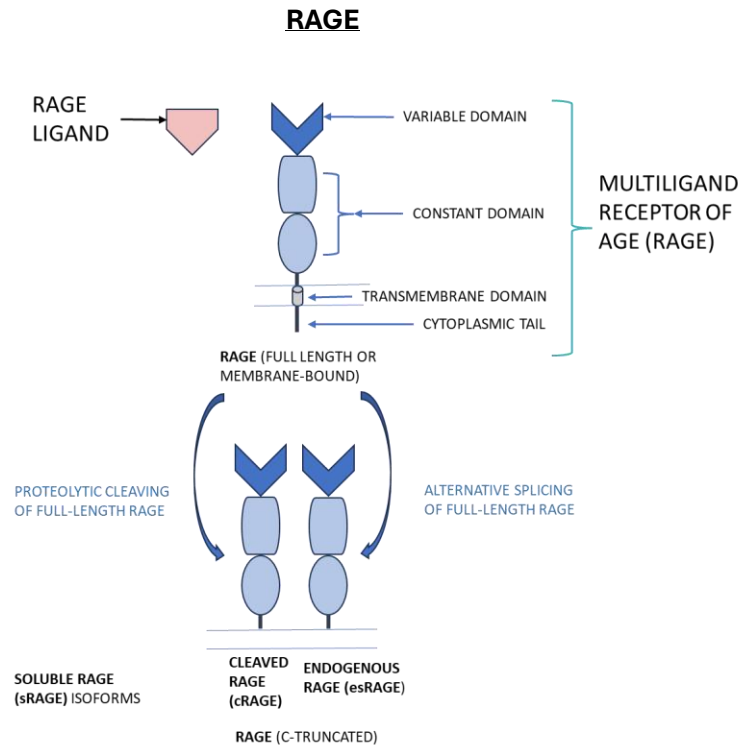 RAGE
RAGE
LIGAND
VARIABLE DOMAIN
CONSTANT DOMAIN
MULTILIGAND
RECEPTOR OF
AGE (RAGE)
TRANSMEMBRANE DOMAIN
CYTOPLASMIC TAIL
RAGE (FULL LENGTH OR
MEMBRANE-BOUND)
PROTEOLYTIC CLEAVING
OF FULL-LENGTH RAGE
ALTERNATIVE SPLICING
OF FULL-LENGTH RAGE
SOLUBLE RAGE
(sRAGE) ISOFORMS
CLEAVED
RAGE
(cRAGE)
ENDOGENOUS
RAGE (esRAGE)
RAGE (C-TRUNCATED)